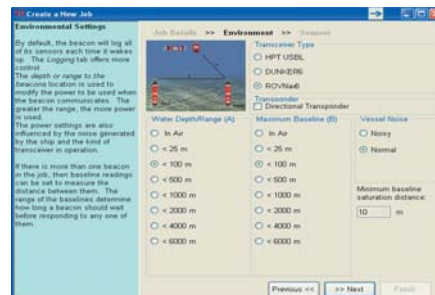 Create a New Job
Environmental Settings
By default, the beacon will log all
of its sensors each time it wakes
up. The Logging tab offers more
control.
The depth or range to the
beacons location is used to
modify the power to be used when
the beacon communicates. The
greater the range, the more power
is used.
The power settings are also
influenced by the noise generated
by the ship and the kind of
transceiver in operation.
If there is more than one beacon
in the job, then baseline readings
can be set to measure the
distance between them. The
range of the baselines determine
how long a beacon should wait
before responding to any one of
them.
Job Details >> Environment >> Sensors
Transceiver Type
HPT USBL
DUNKER6
ROVNav6
Transponder
Directional Transponder
Water Depth/Range (A)
In Air
< 25 m
< 100 m
< 500 m
< 1000 m
< 2000 m
< 4000 m
< 6000 m
Maximum Baseline (B)
In Air
< 25 m
< 100 m
< 500 m
< 1000 m
< 2000 m
< 4000 m
< 6000 m
Vessel Noise
Noisy
Normal
Minimum baseline
saturation distance:
10 m
Previous << >> Next Finish